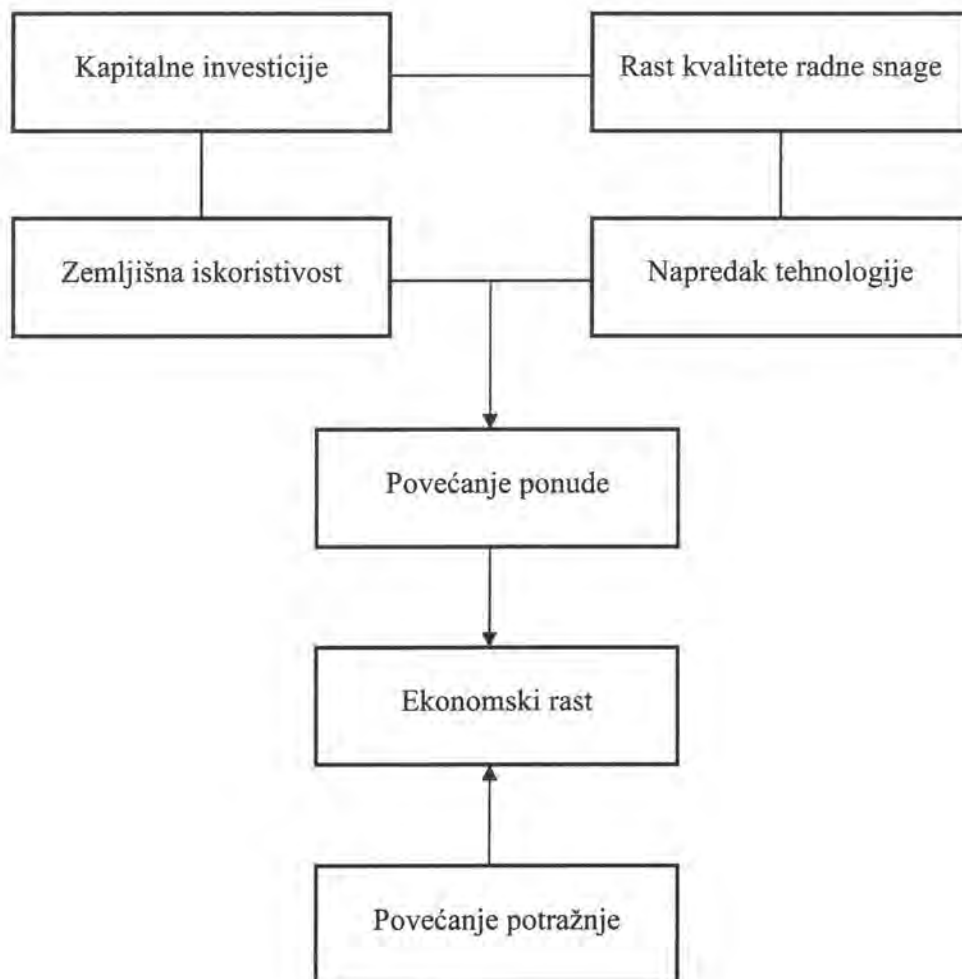 Kapitalne investicije
Rast kvalitete radne snage
Zemljišna iskoristivost
Napredak tehnologije
Povećanje ponude
Ekonomski rast
Povećanje potražnje